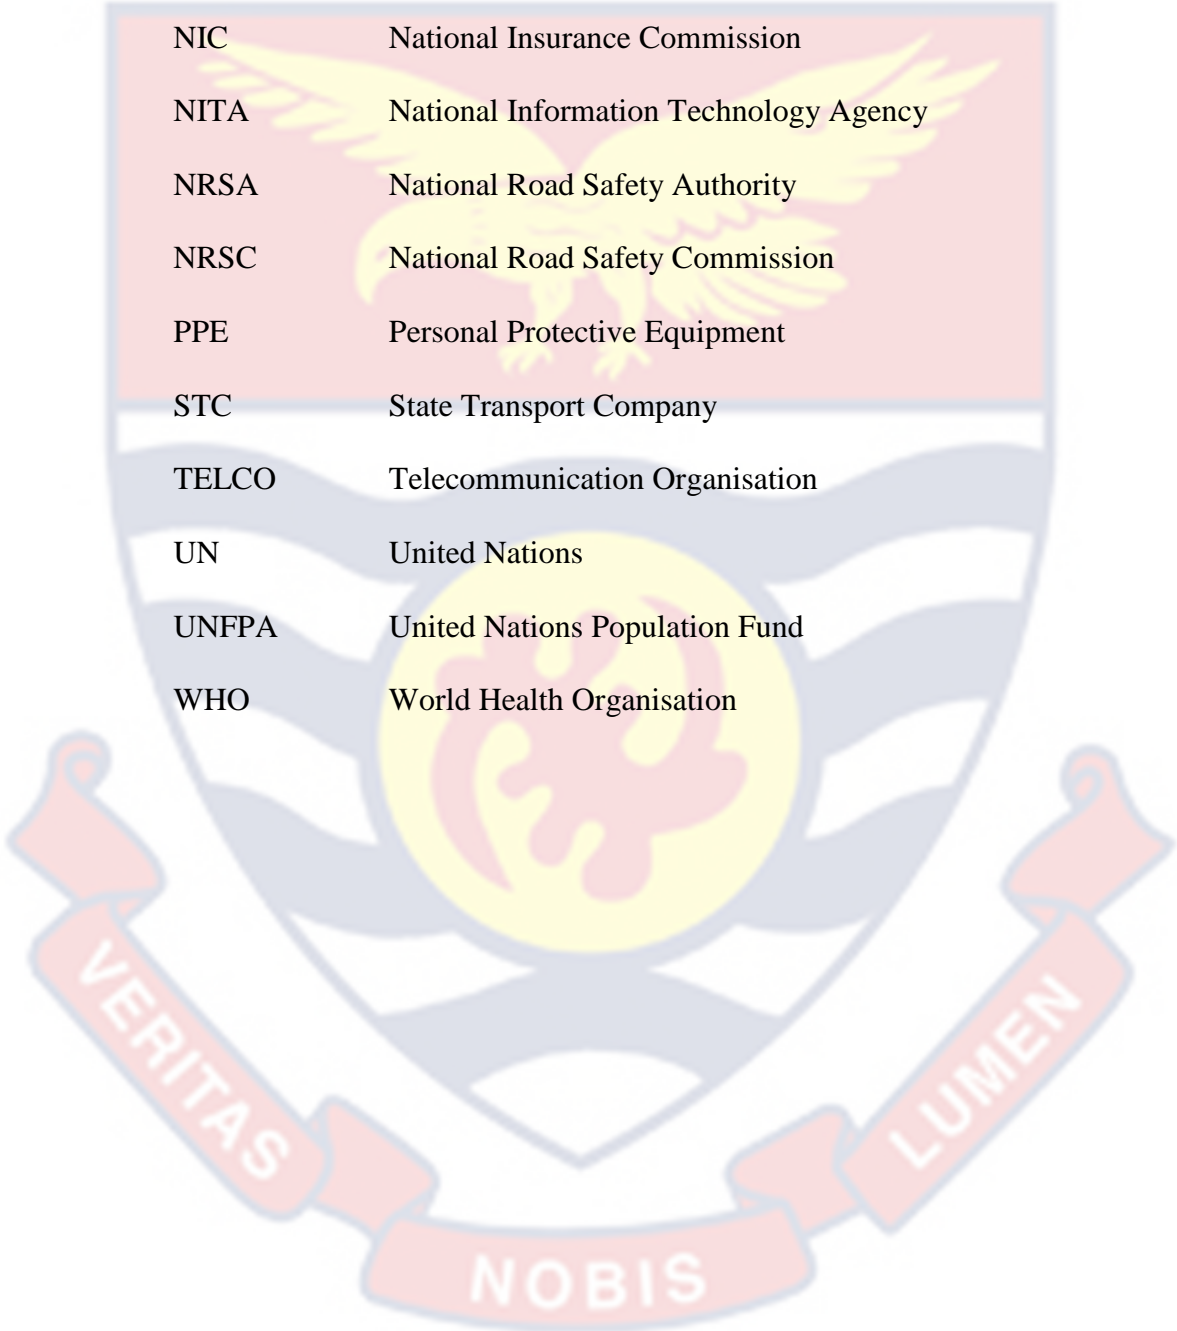 NIC National Insurance Commission
NITA National Information Technology Agency
NRSA National Road Safety Authority
NRSC National Road Safety Commission
PPE Personal Protective Equipment
STC State Transport Company
TELCO Telecommunication Organisation
UN United Nations
UNFPA United Nations Population Fund
WHO World Health Organisation
VERITAS
NOBIS
LUMEN